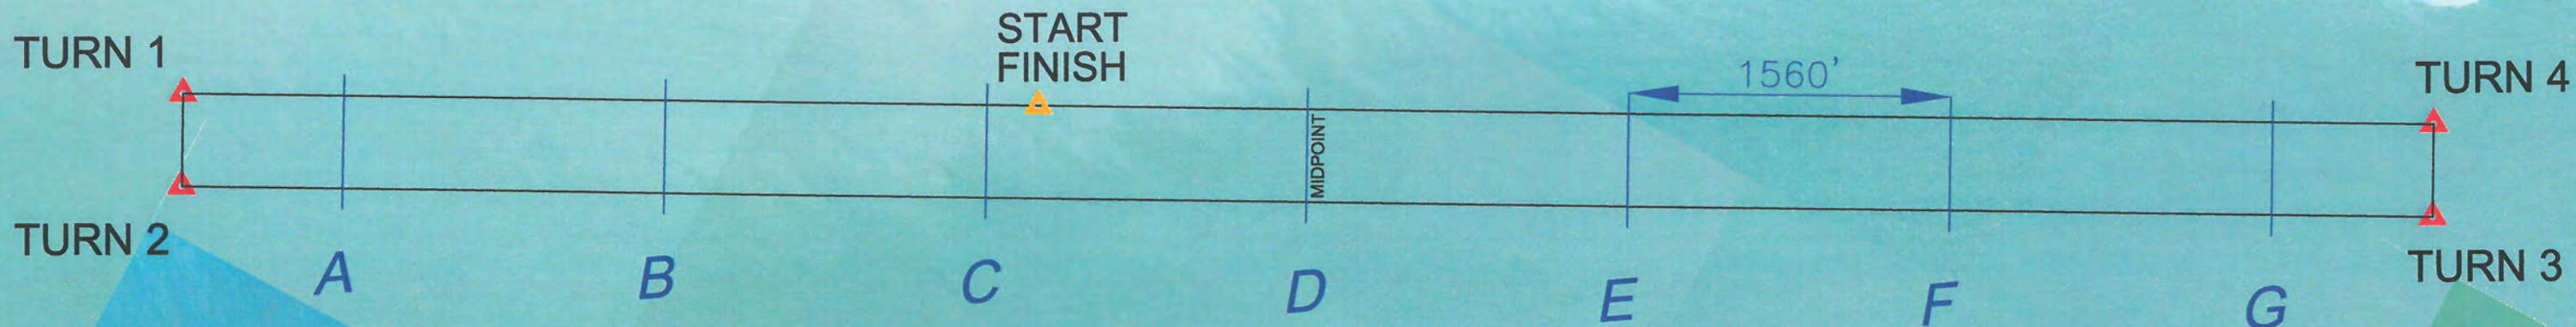 TURN 1
START
FINISH
1560'
TURN 4
MIDPOINT
TURN 2
A
B
C
D
E
F
G
TURN 3